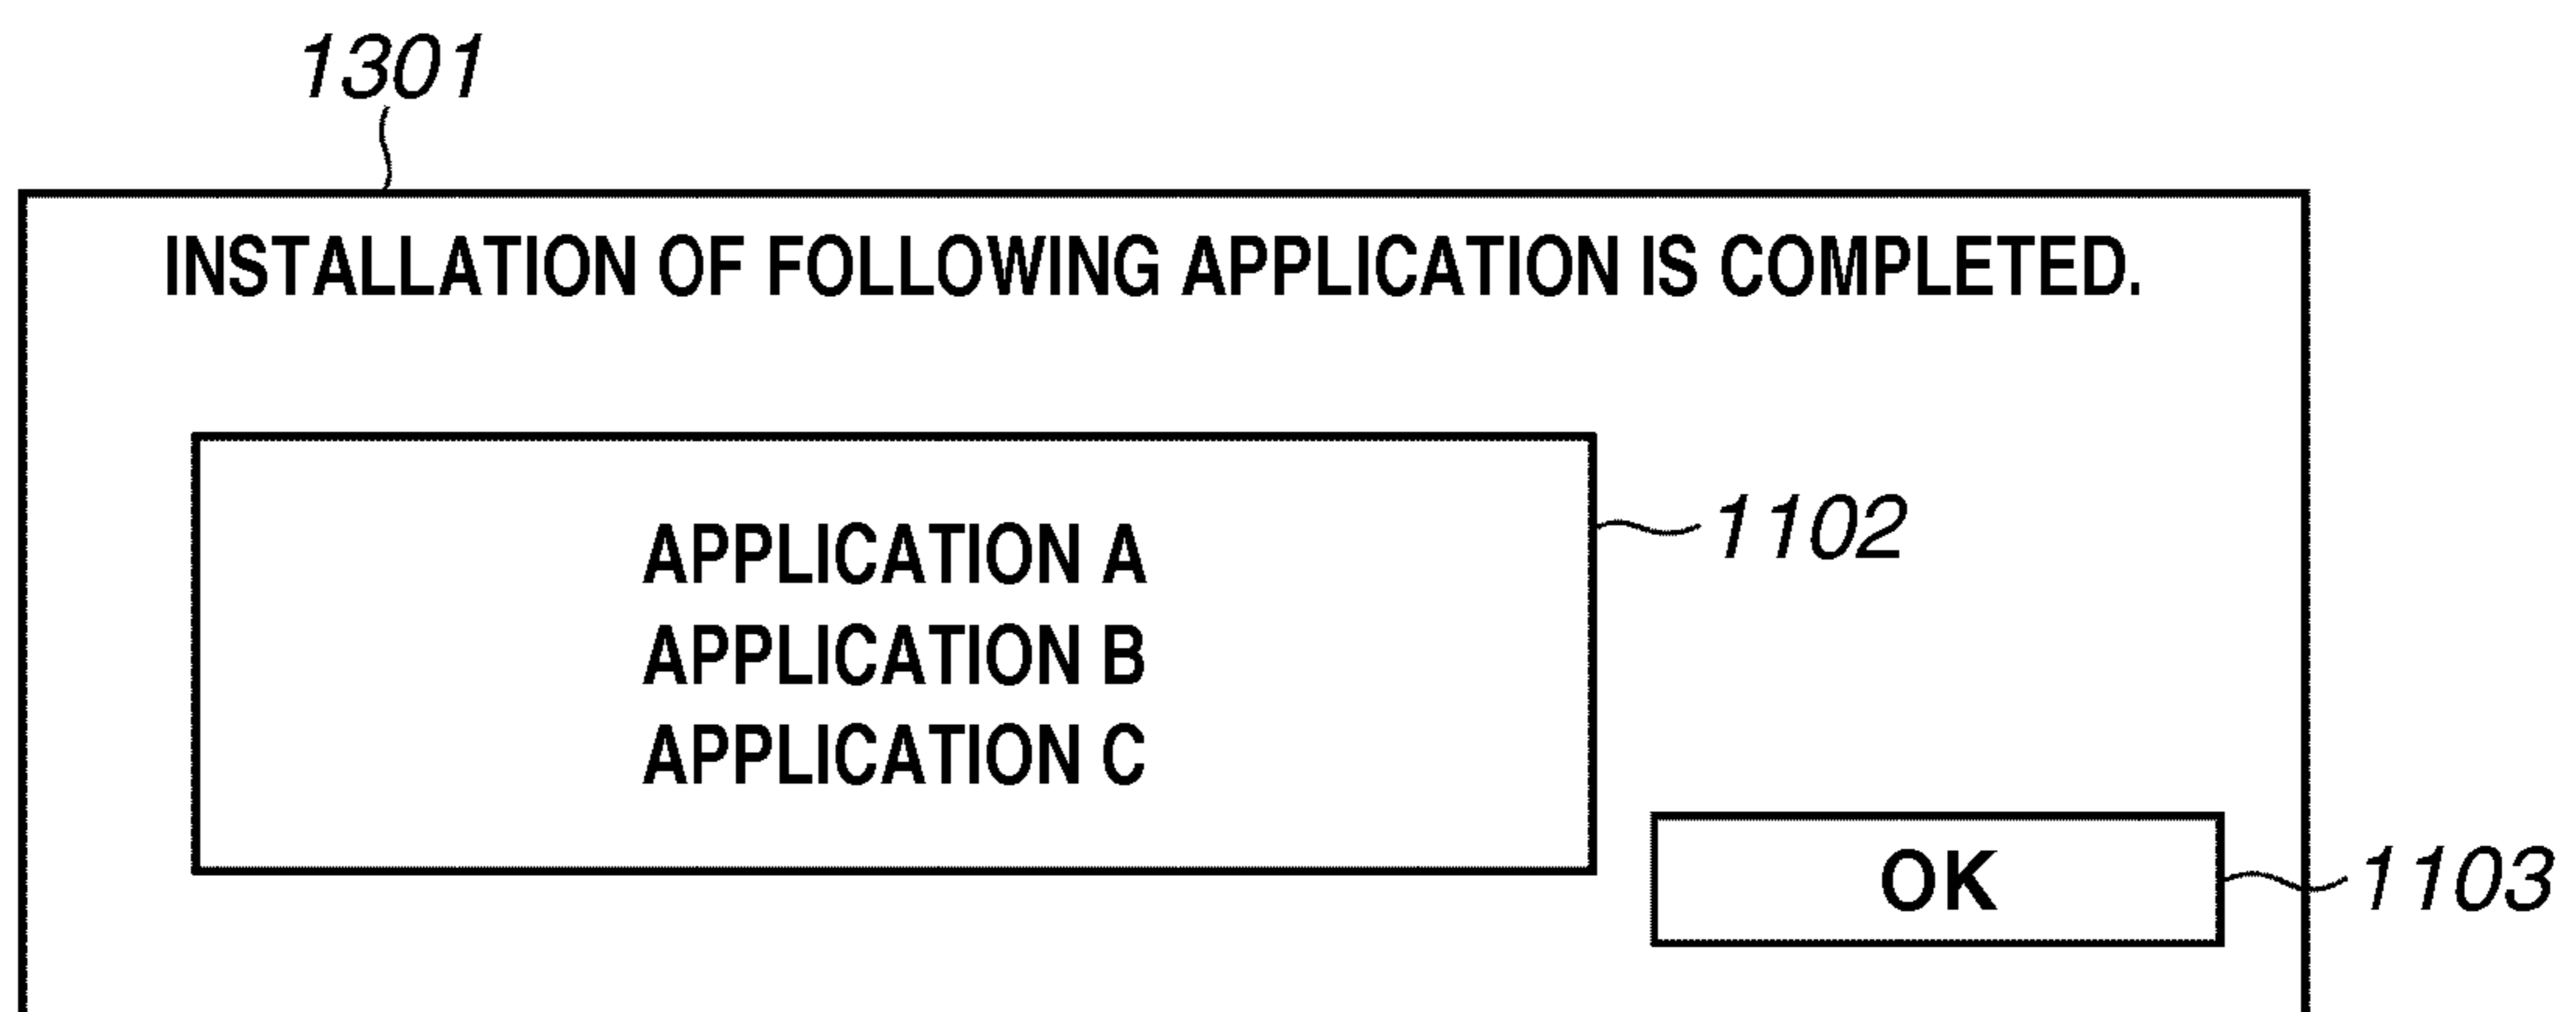 1301
INSTALLATION OF FOLLOWING APPLICATION IS COMPLETED.
APPLICATION A
1102
APPLICATION B
APPLICATION C
OK
1103